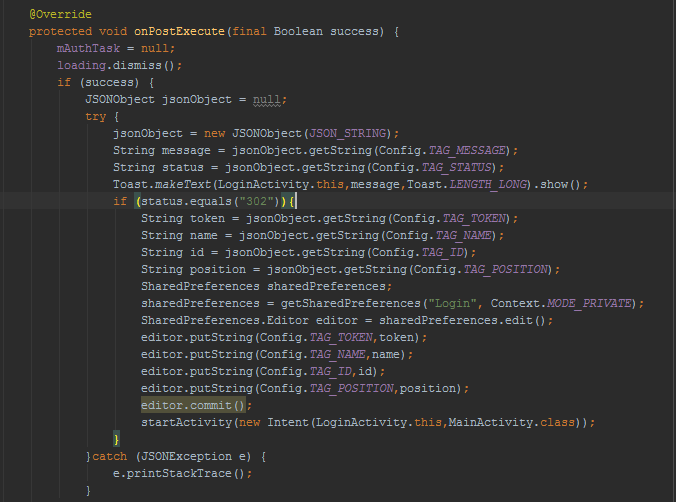 @Override
protected void onPostExecute(final Boolean success) {
    mAuthTask = null;
    loading.dismiss();
    if (success) {
        JSONObject jsonObject = null;
        try {
            jsonObject = new JSONObject(JSON_STRING);
            String message = jsonObject.getString(Config.TAG_MESSAGE);
            String status = jsonObject.getString(Config.TAG_STATUS);
            Toast.makeText(LoginActivity.this,message,Toast.LENGTH_LONG).show();
            if (status.equals("302")){
                String token = jsonObject.getString(Config.TAG_TOKEN);
                String name = jsonObject.getString(Config.TAG_NAME);
                String id = jsonObject.getString(Config.TAG_ID);
                String position = jsonObject.getString(Config.TAG_POSITION);
                SharedPreferences sharedPreferences;
                sharedPreferences = getSharedPreferences("Login", Context.MODE_PRIVATE);
                SharedPreferences.Editor editor = sharedPreferences.edit();
                editor.putString(Config.TAG_TOKEN,token);
                editor.putString(Config.TAG_NAME,name);
                editor.putString(Config.TAG_ID,id);
                editor.putString(Config.TAG_POSITION,position);
                editor.commit();
                startActivity(new Intent(LoginActivity.this,MainActivity.class));
            }
        }catch (JSONException e) {
            e.printStackTrace();
        }